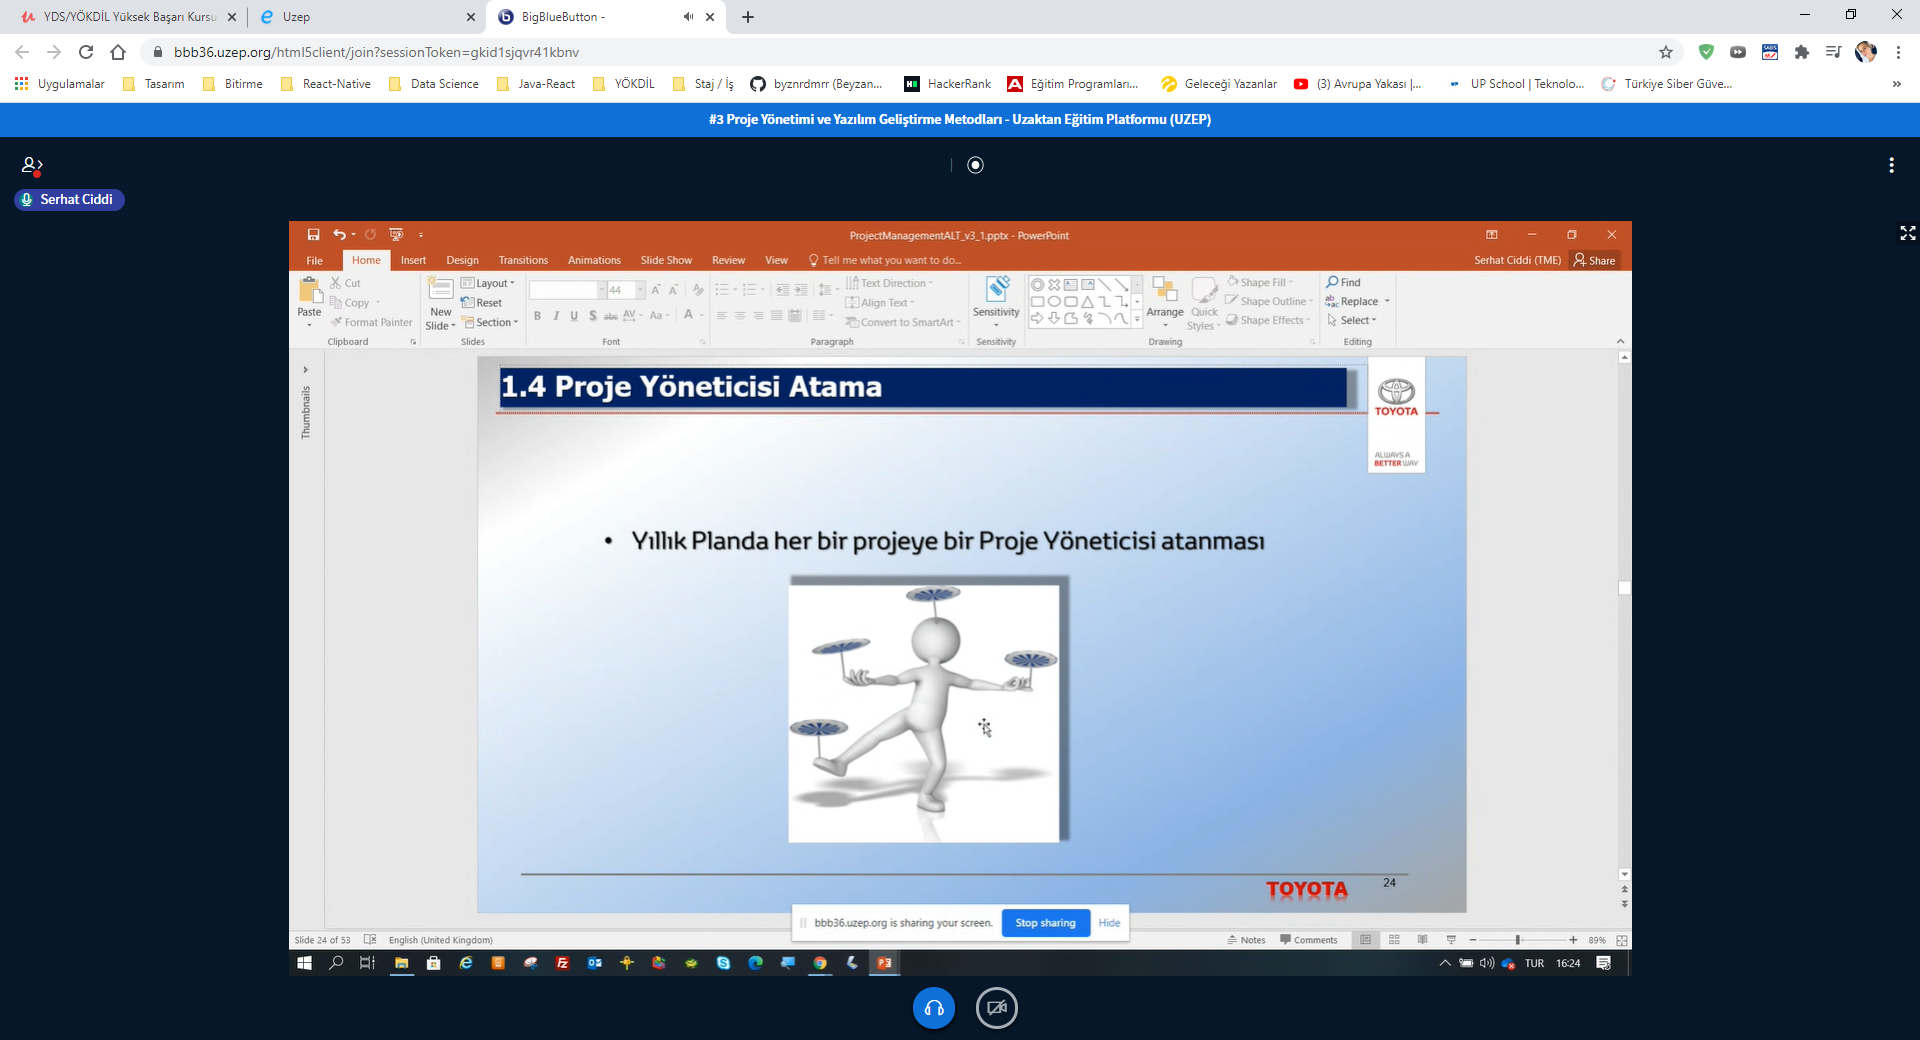 YDS/YÖKDİL Yüksek Başarı Kursu
Uzep
BigBlueButton -
bbb36.uzep.org/html5client/join?sessionToken=gkid1sjqvr41kbnv
Uygulamalar
Tasarım
Bitirme
React-Native
Data Science
Java-React
YÖKDİL
Staj / İş
byznrdmrr (Beyzan...
HackerRank
Eğitim Programları...
Geleceği Yazanlar
(3) Avrupa Yakası |...
UP School | Teknolo...
Türkiye Siber Güve...
#3 Proje Yönetimi ve Yazılım Geliştirme Metodları - Uzaktan Eğitim Platformu (UZEP)
Serhat Ciddi
ProjectManagementALT_v3_1.pptx - PowerPoint
File
Home
Insert
Design
Transitions
Animations
Slide Show
Review
View
Tell me what you want to do...
Serhat Ciddi (TME)
Share
Paste
Cut
Copy
Format Painter
Clipboard
New
Slide
Layout
Reset
Section
Slides
44
Font
Paragraph
Text Direction
Align Text
Convert to SmartArt
Sensitivity
Sensitivity
Arrange
Quick
Styles
Drawing
Shape Fill
Shape Outline
Shape Effects
Find
Replace
Select
Editing
Thumbnails
1.4 Proje Yöneticisi Atama
TOYOTA
ALWAYS A
BETTER WAY
• Yıllık Planda her bir projeye bir Proje Yöneticisi atanması
TOYOTA
24
bbb36.uzep.org is sharing your screen.
Stop sharing
Hide
Slide 24 of 53
English (United Kingdom)
Notes
Comments
89%
TUR
16:24